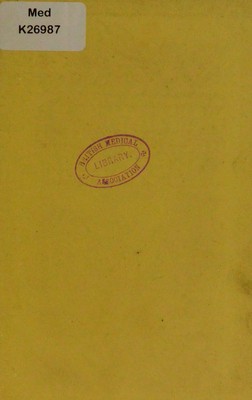 Med
K26987
BRITISH MEDICAL
LIBRARY.
ASSOCIATION